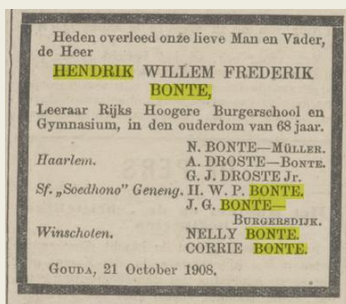 Heden overleed onze lieve Man en Vader,
de Heer
HENDRIK WILLEM FREDERIK
BONTE,
Leeraar Rijks Hoogere Burgerschool en
Gymnasium, in den ouderdom van 68 jaar.
N. BONTE—MÜLLER.
Haarlem. A. DROSTE—BONTE.
G. J. DROSTE JR.
Sf. „Soedhono” Geneng. H. W. P. BONTE.
J. G. BONTE—
BURGERSDIJK.
Winschoten. NELLY BONTE.
CORRIE BONTE.
GOUDA, 21 October 1908.